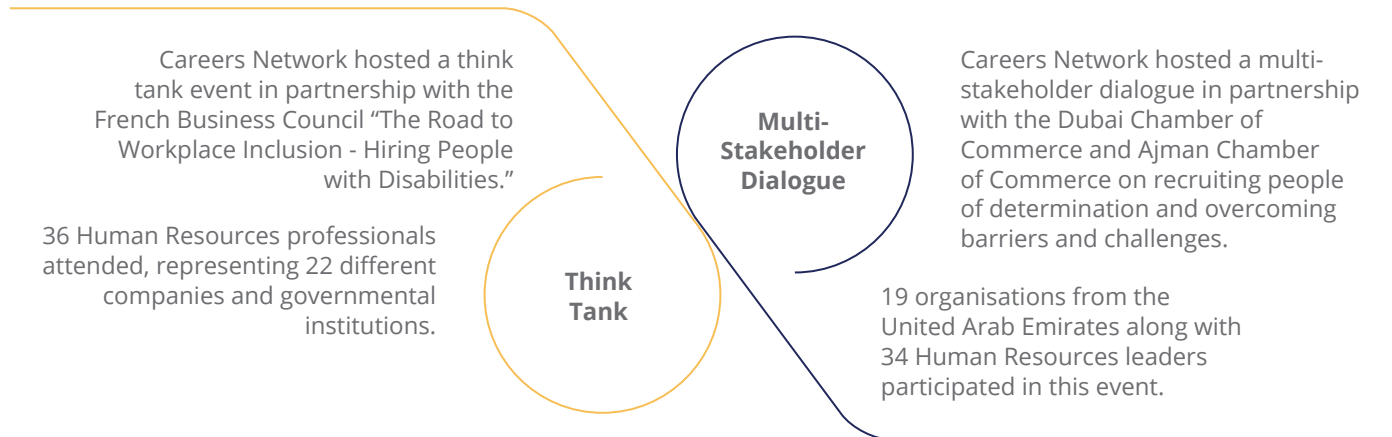 Careers Network hosted a think
tank event in partnership with the
French Business Council “The Road to
Workplace Inclusion - Hiring People
with Disabilities.”
36 Human Resources professionals
attended, representing 22 different
companies and governmental
institutions.
Think
Tank
Multi-
Stakeholder
Dialogue
Careers Network hosted a multi-
stakeholder dialogue in partnership
with the Dubai Chamber of
Commerce and Ajman Chamber
of Commerce on recruiting people
of determination and overcoming
barriers and challenges.
19 organisations from the
United Arab Emirates along with
34 Human Resources leaders
participated in this event.